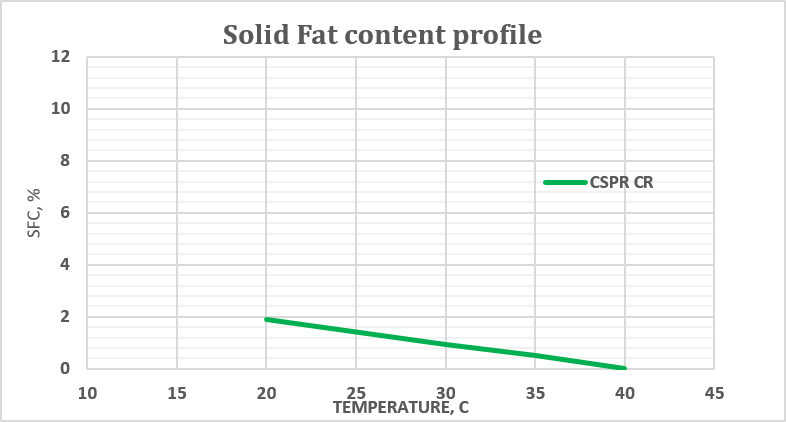 Solid Fat content profile
12
10
8
6
4
2
0
SFC, %
CSPR CR
10 15 20 25 30 35 40 45
TEMPERATURE, C